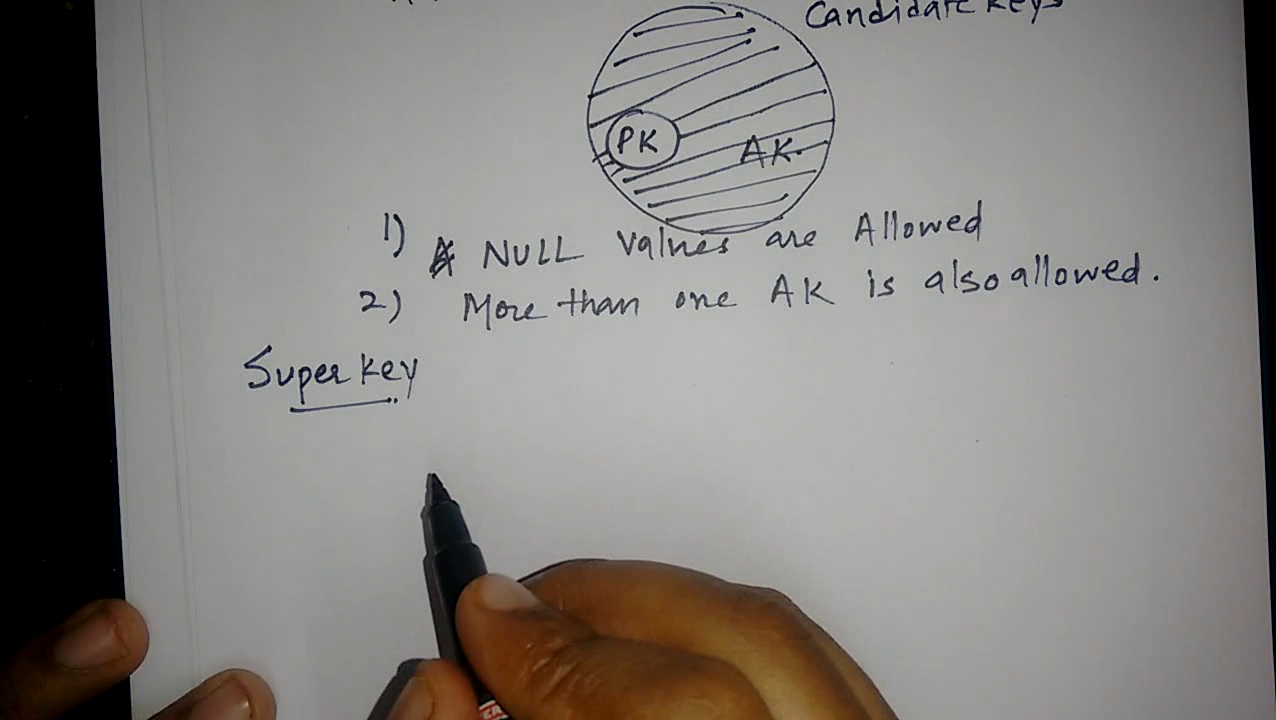 Candidate Keys
PK
AK.
1) NULL Values are Allowed
2) More than one AK is also allowed.
Super key